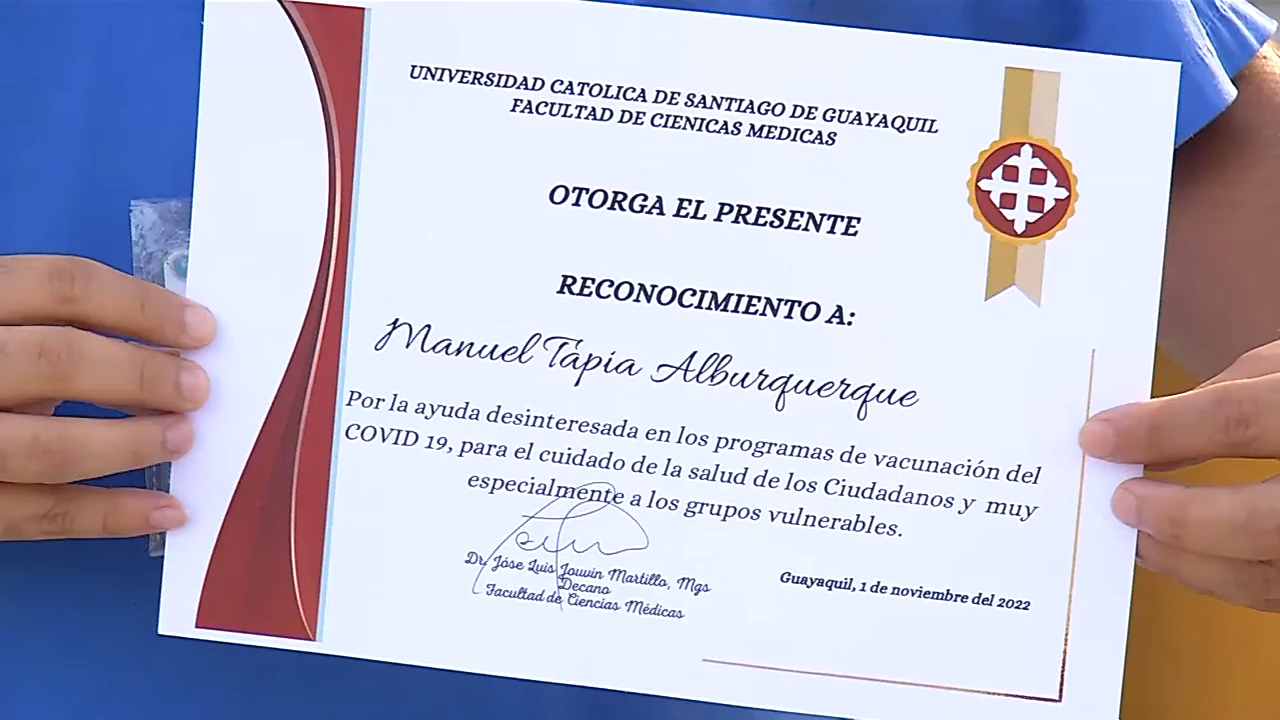 UNIVERSIDAD CATOLICA DE SANTIAGO DE GUAYAQUIL
FACULTAD DE CIENICAS MEDICAS
OTORGA EL PRESENTE
RECONOCIMIENTO A:
Manuel Tapia Alburquerque
Por la ayuda desinteresada en los programas de vacunación del
COVID 19, para el cuidado de la salud de los Ciudadanos y muy
especialmente a los grupos vulnerables.
Dr. Jóse Luis Jouvin Martillo, Mgs
Decano
Facultad de Ciencias Médicas
Guayaquil, 1 de noviembre del 2022